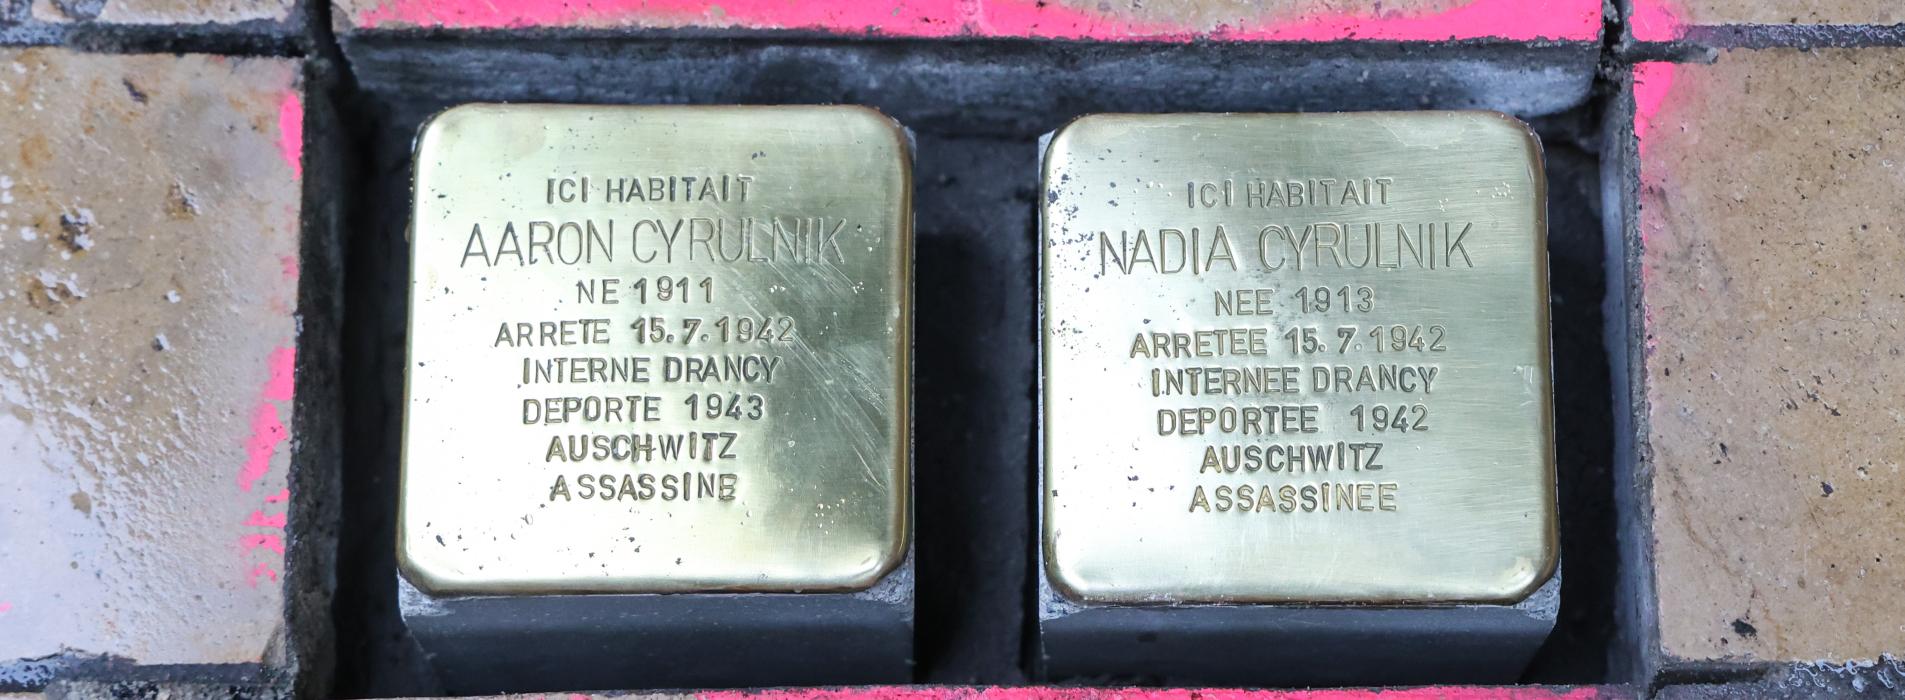 ICI HABITAIT
AARON CYRULNIK
NE 1911
ARRETE 15.7.1942
INTERNE DRANCY
DEPORTE 1943
AUSCHWITZ
ASSASSINE
ICI HABITAIT
NADIA CYRULNIK
NEE 1913
ARRETEE 15.7.1942
INTERNEE DRANCY
DEPORTEE 1942
AUSCHWITZ
ASSASSINEE